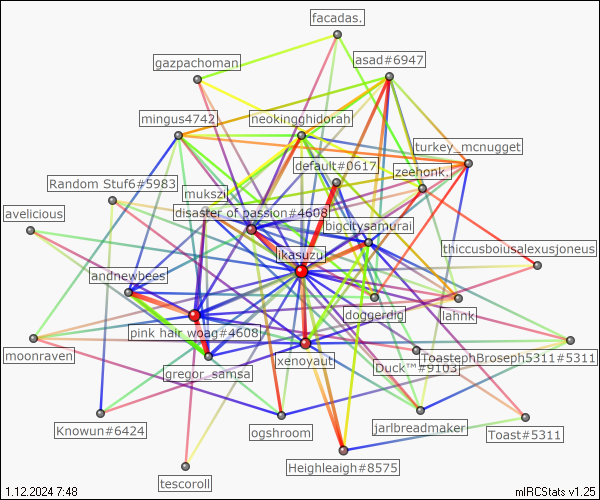 facadas.
gazpachoman
asad#6947
mingus4742
neokingghidorah
turkey_mcnugget
default#0617
zeehonk.
Random Stuf6#5983
mukszi
avelicious
disaster of passion#4608
bigcitysamurai
jkasuzu
thiccusboiusalexusjoneus
andnewbees
doggerdig
lahnk
pink hair woag#4608
moonraven
xenoyaut
ToastephBroseph5311#5311
gregor_samsa
Duck™#9103
Knowun#6424
ogshroom
jarlbreadmaker
Toast#5311
tescoroll
Heighleaigh#8575
1.12.2024 7:48
mIRCStats v1.25